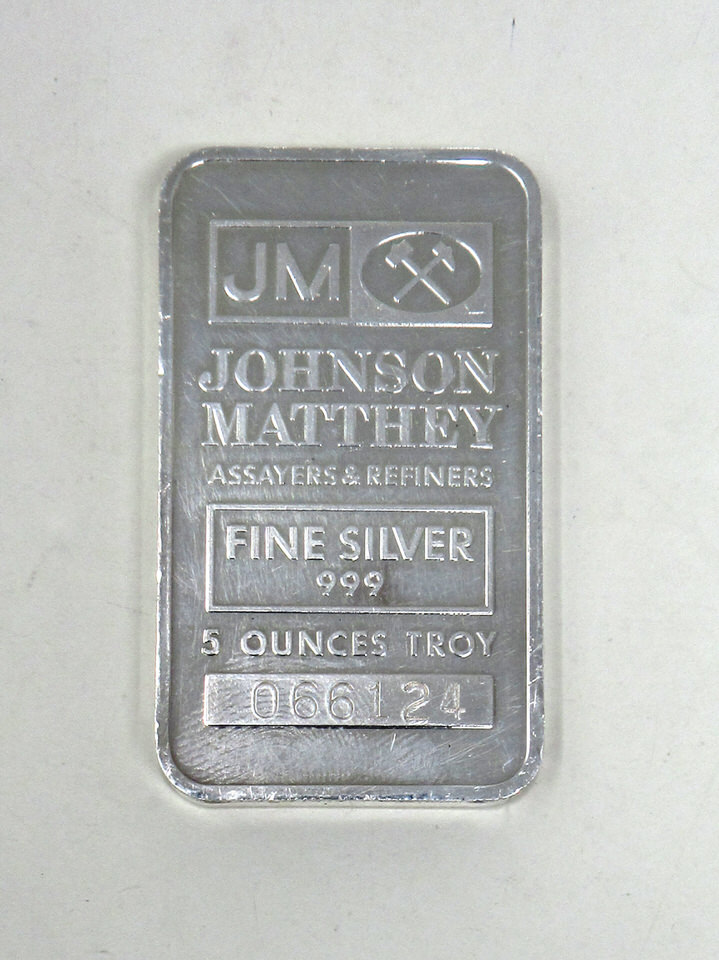 JM
JOHNSON
MATTHEY
ASSAYERS & REFINERS
FINE SILVER
999
5 OUNCES TROY
066124